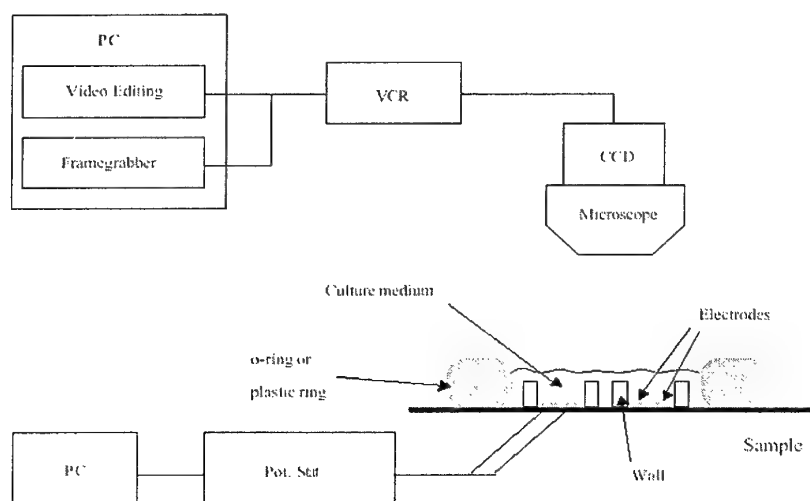 PC
Video Editing
Framegrabber
VCR
CCD
Microscope
Culture medium
Electrodes
o-ring or
plastic ring
Sample
Wall
PC
Pot. Stat